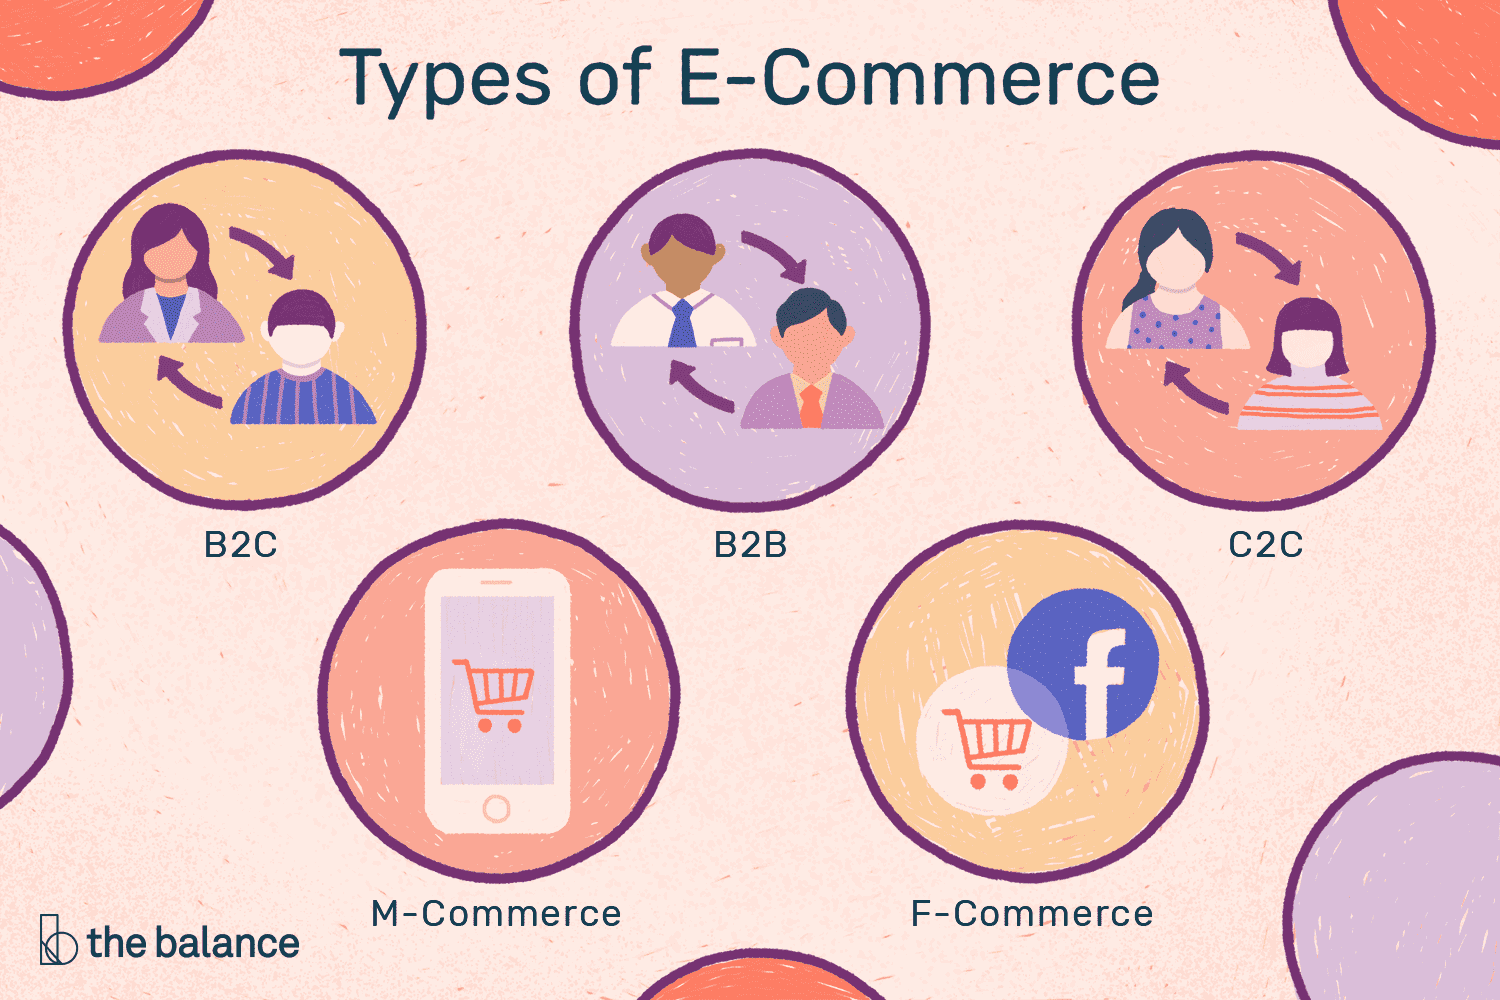 Types of E-Commerce
B2C
B2B
C2C
M-Commerce
F-Commerce
the balance